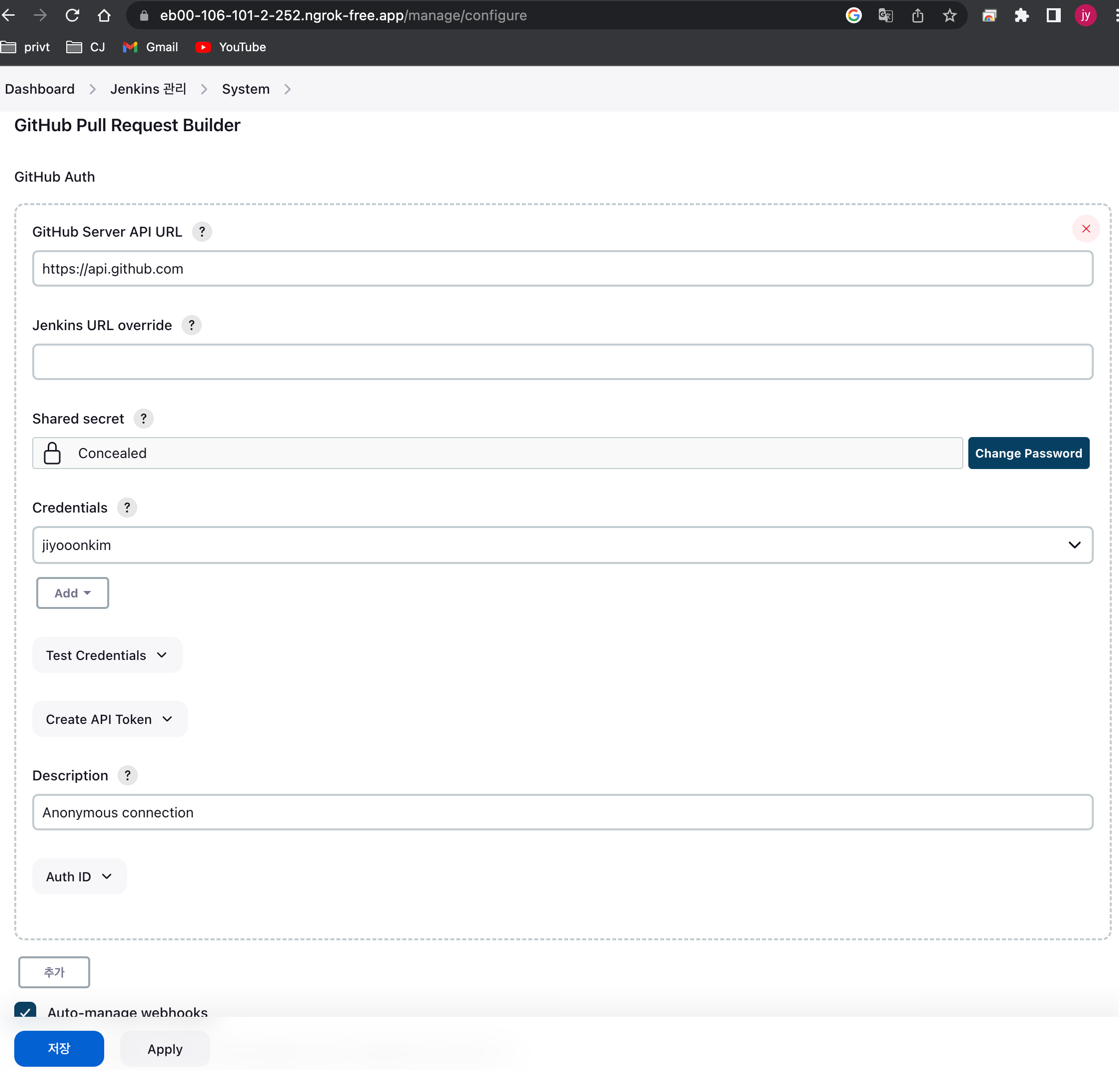 eb00-106-101-2-252.ngrok-free.app/manage/configure
jy
privt CJ Gmail YouTube
Dashboard Jenkins 관리 System
GitHub Pull Request Builder
GitHub Auth
GitHub Server API URL ?
https://api.github.com
Jenkins URL override ?
Shared secret ?
Concealed Change Password
Credentials ?
jiyooonkim
Add
Test Credentials
Create API Token
Description ?
Anonymous connection
Auth ID
추가
Auto-manage webhooks
저장 Apply